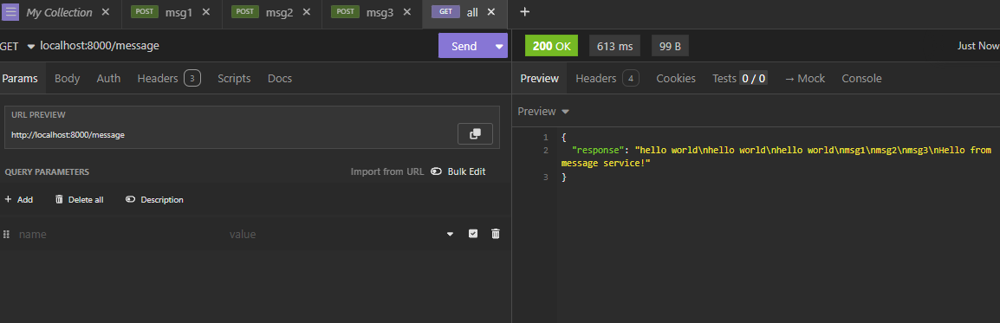 My Collection POST msg1 POST msg2 POST msg3 GET all
GET localhost:8000/message Send
200 OK 613 ms 99 B Just Now
Params Body Auth Headers 3 Scripts Docs
Preview Headers 4 Cookies Tests 0 / 0 → Mock Console
URL PREVIEW
http://localhost:8000/message
QUERY PARAMETERS Import from URL Bulk Edit
+ Add Delete all Description
name value
Preview
1 {
2 "response": "hello world\nhello world\nhello world\nmsg1\nmsg2\nmsg3\nHello from
message service!"
3 }